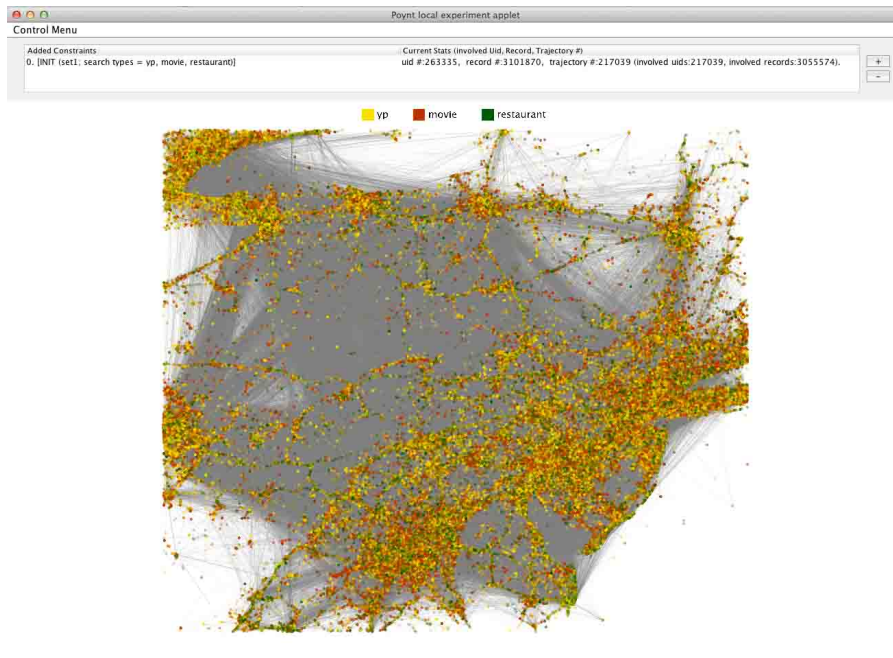 Poynt local experiment applet
Control Menu
Added Constraints
Current Stats (involved Uid, Record, Trajectory #)
0. [INIT (set1; search types = yp, movie, restaurant)]
uid #:263335, record #:3101870, trajectory #:217039 (involved uids:217039, involved records:3055574).
+
–
yp movie restaurant